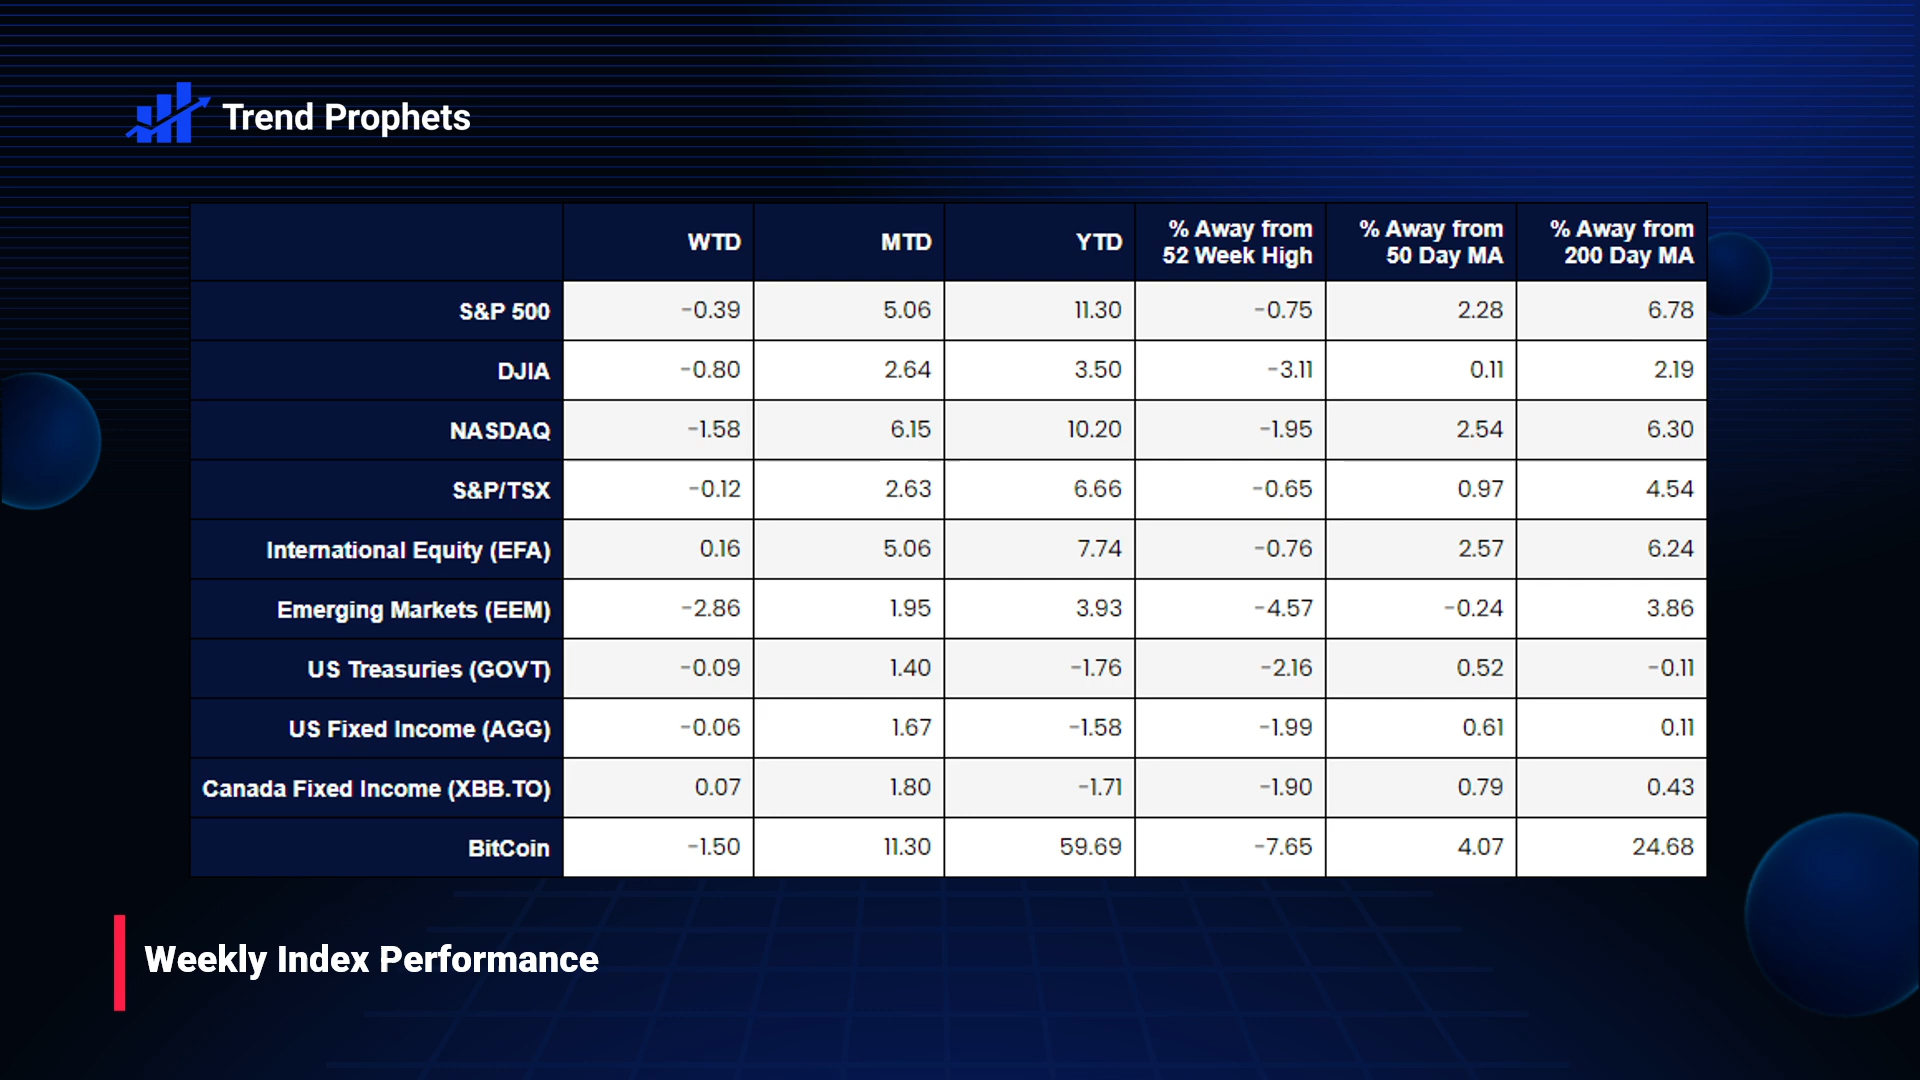 Trend Prophets
WTD MTD YTD % Away from 52 Week High % Away from 50 Day MA % Away from 200 Day MA
S&P 500 -0.39 5.06 11.30 -0.75 2.28 6.78
DJIA -0.80 2.64 3.50 -3.11 0.11 2.19
NASDAQ -1.58 6.15 10.20 -1.95 2.54 6.30
S&P/TSX -0.12 2.63 6.66 -0.65 0.97 4.54
International Equity (EFA) 0.16 5.06 7.74 -0.76 2.57 6.24
Emerging Markets (EEM) -2.86 1.95 3.93 -4.57 -0.24 3.86
US Treasuries (GOVT) -0.09 1.40 -1.76 -2.16 0.52 -0.11
US Fixed Income (AGG) -0.06 1.67 -1.58 -1.99 0.61 0.11
Canada Fixed Income (XBB.TO) 0.07 1.80 -1.71 -1.90 0.79 0.43
BitCoin -1.50 11.30 59.69 -7.65 4.07 24.68
Weekly Index Performance